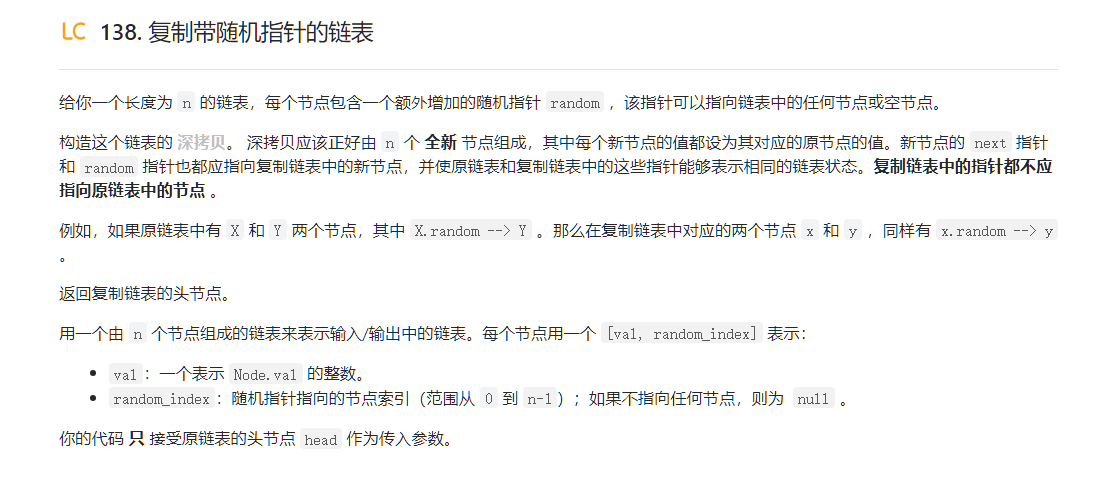 LC 138. 复制带随机指针的链表
给你一个长度为 n 的链表，每个节点包含一个额外增加的随机指针 random ，该指针可以指向链表中的任何节点或空节点。
构造这个链表的 深拷贝。 深拷贝应该正好由 n 个 全新 节点组成，其中每个新节点的值都设为其对应的原节点的值。新节点的 next 指针
和 random 指针也都应指向复制链表中的新节点，并使原链表和复制链表中的这些指针能够表示相同的链表状态。复制链表中的指针都不应
指向原链表中的节点 。
例如，如果原链表中有 X 和 Y 两个节点，其中 X.random --> Y 。那么在复制链表中对应的两个节点 x 和 y ，同样有 x.random --> y
。
返回复制链表的头节点。
用一个由 n 个节点组成的链表来表示输入/输出中的链表。每个节点用一个 [val, random_index] 表示：
• val：一个表示 Node.val 的整数。
• random_index：随机指针指向的节点索引（范围从 0 到 n-1）；如果不指向任何节点，则为 null 。
你的代码 只 接受原链表的头节点 head 作为传入参数。